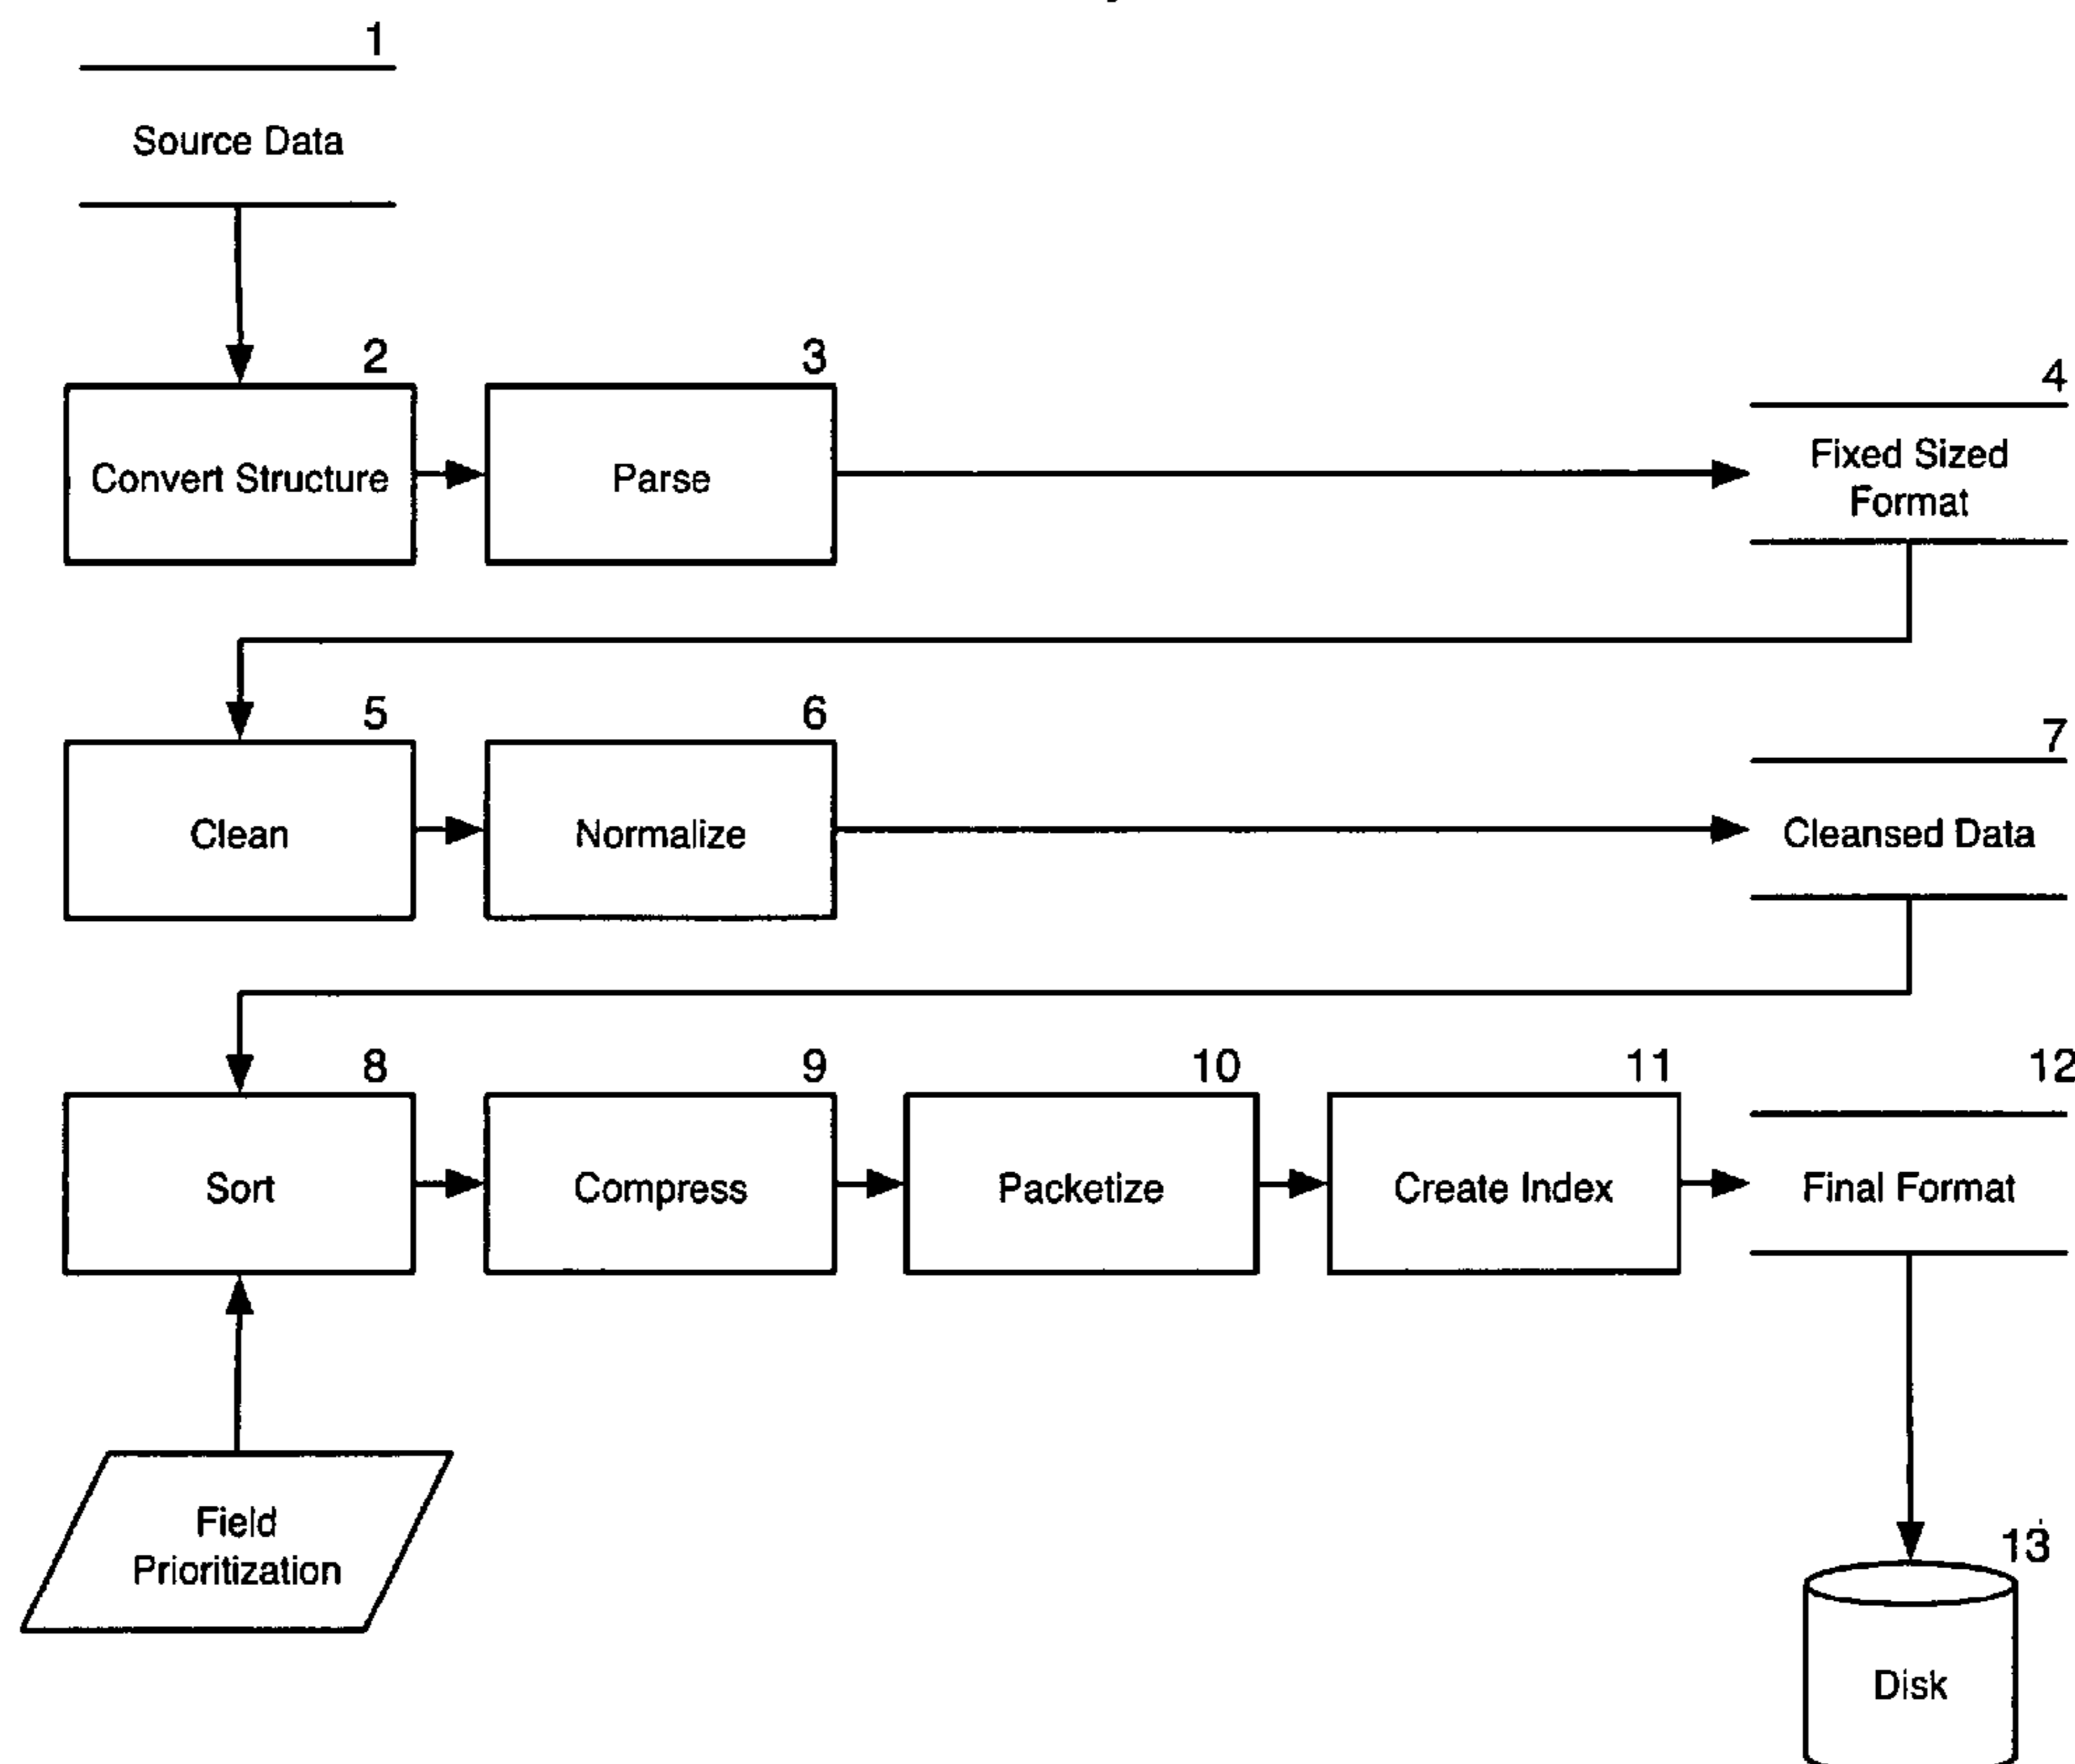 1
Source Data
2
Convert Structure
3
Parse
4
Fixed Sized
Format
5
Clean
6
Normalize
7
Cleansed Data
8
Sort
9
Compress
10
Packetize
11
Create Index
12
Final Format
Field
Prioritization
13
Disk